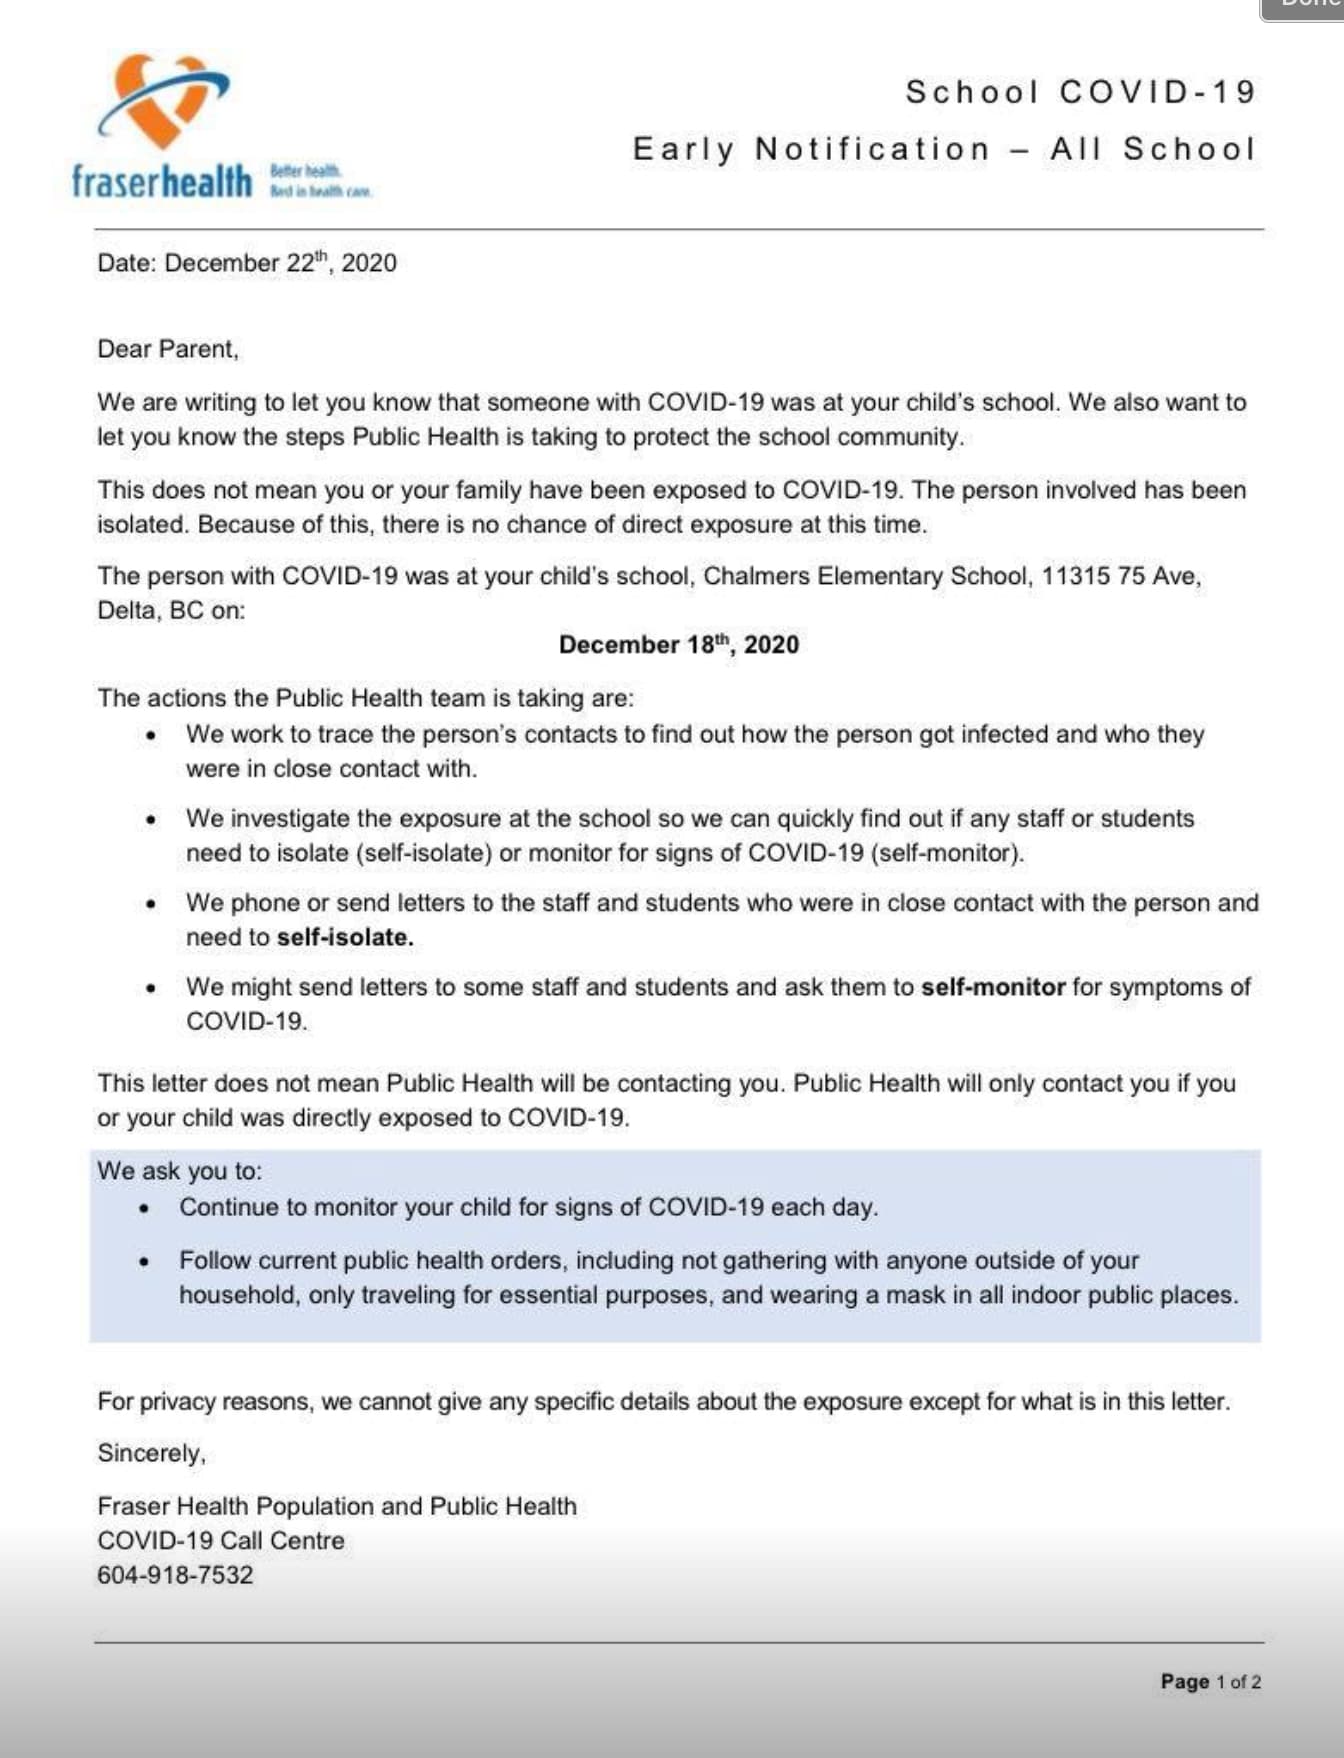 Done
School COVID-19
Early Notification – All School
fraserhealth
Better health.
Best in health care.
Date: December 22th, 2020
Dear Parent,
We are writing to let you know that someone with COVID-19 was at your child's school. We also want to
let you know the steps Public Health is taking to protect the school community.
This does not mean you or your family have been exposed to COVID-19. The person involved has been
isolated. Because of this, there is no chance of direct exposure at this time.
The person with COVID-19 was at your child's school, Chalmers Elementary School, 11315 75 Ave,
Delta, BC on:
December 18th, 2020
The actions the Public Health team is taking are:
• We work to trace the person's contacts to find out how the person got infected and who they
were in close contact with.
• We investigate the exposure at the school so we can quickly find out if any staff or students
need to isolate (self-isolate) or monitor for signs of COVID-19 (self-monitor).
• We phone or send letters to the staff and students who were in close contact with the person and
need to self-isolate.
• We might send letters to some staff and students and ask them to self-monitor for symptoms of
COVID-19.
This letter does not mean Public Health will be contacting you. Public Health will only contact you if you
or your child was directly exposed to COVID-19.
We ask you to:
• Continue to monitor your child for signs of COVID-19 each day.
• Follow current public health orders, including not gathering with anyone outside of your
household, only traveling for essential purposes, and wearing a mask in all indoor public places.
For privacy reasons, we cannot give any specific details about the exposure except for what is in this letter.
Sincerely,
Fraser Health Population and Public Health
COVID-19 Call Centre
604-918-7532
Page 1 of 2